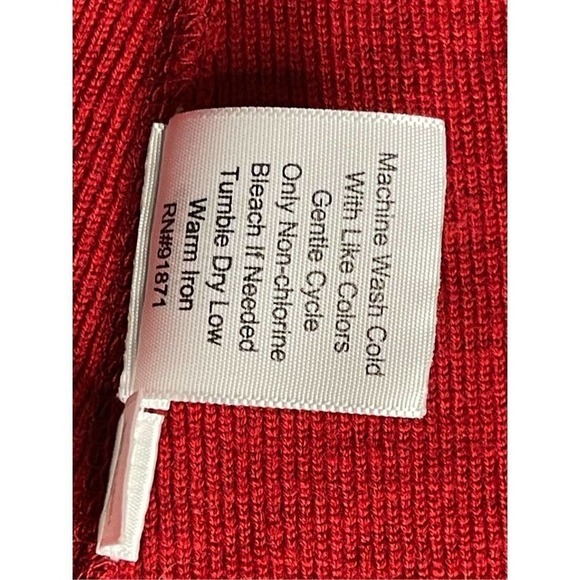 Machine Wash Cold
With Like Colors
Gentle Cycle
Only Non-chlorine
Bleach If Needed
Tumble Dry Low
Warm Iron
RN#91871